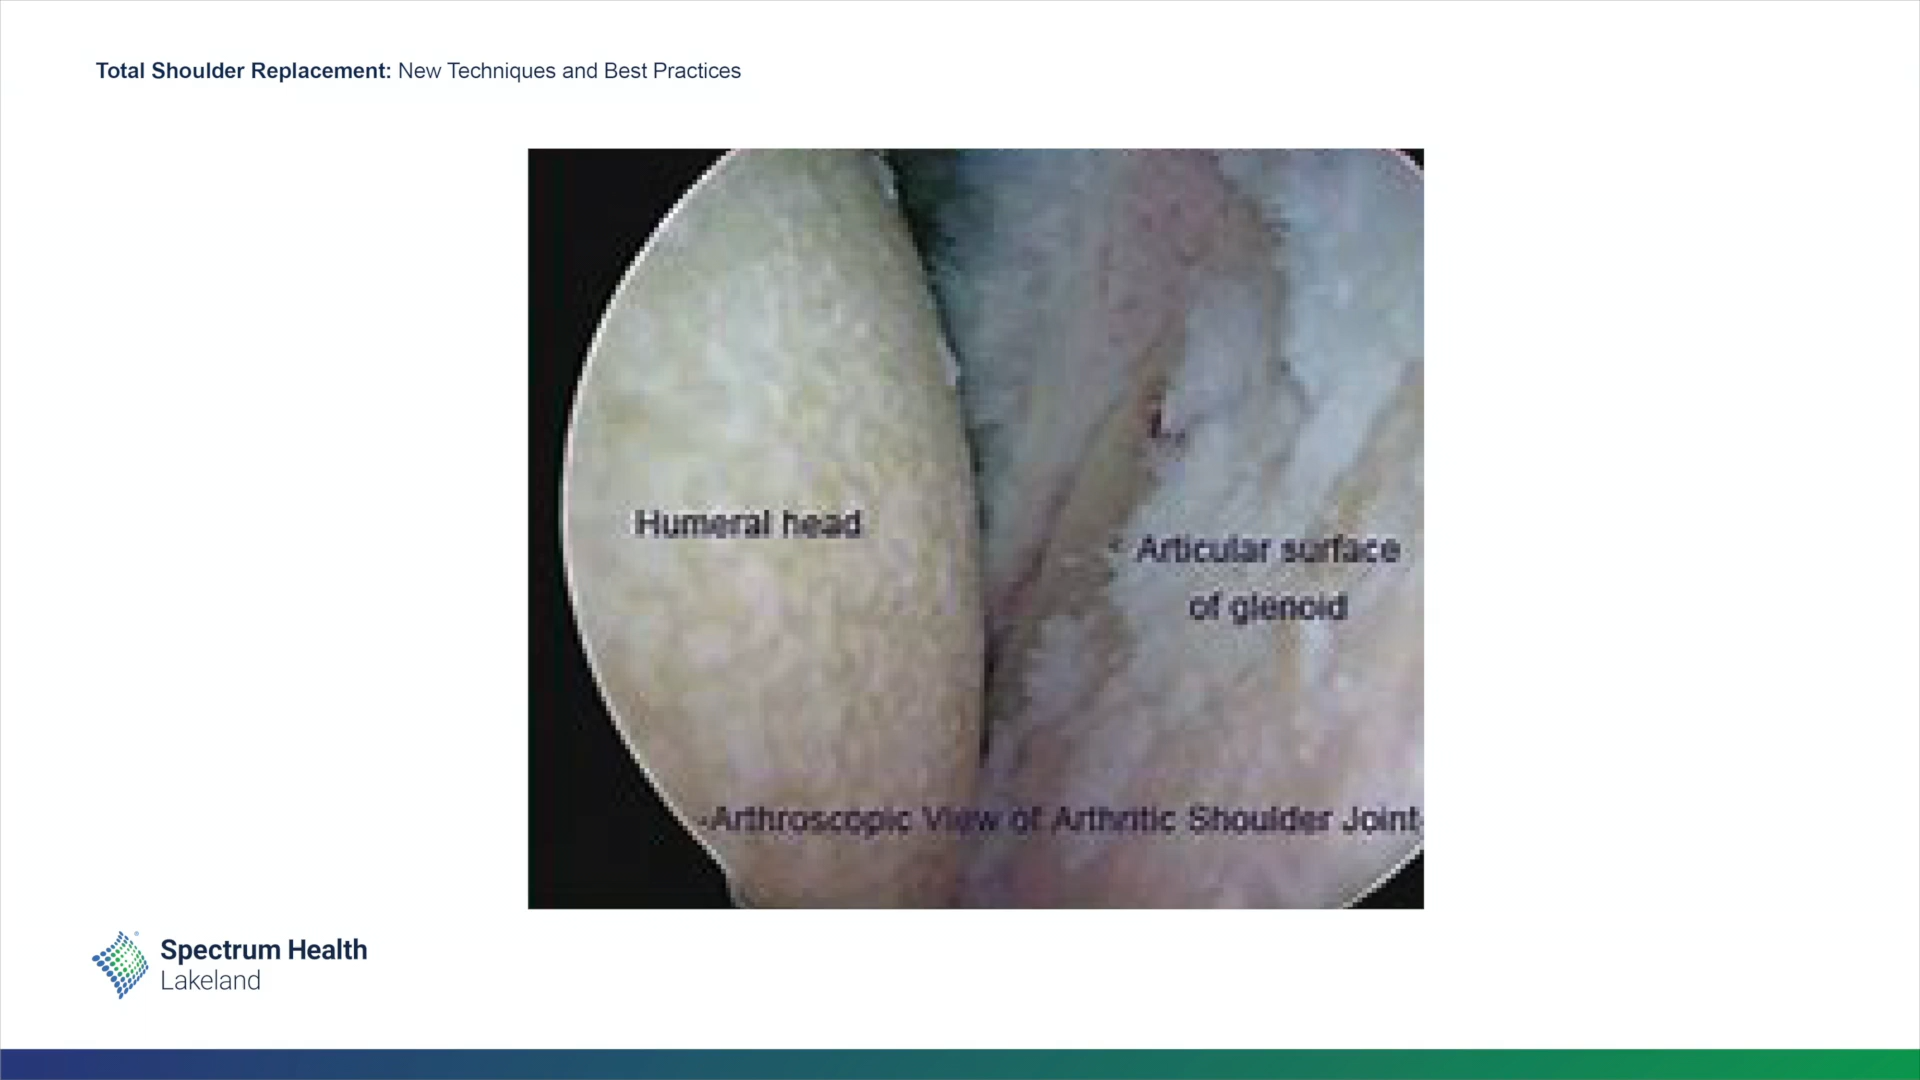 Total Shoulder Replacement: New Techniques and Best Practices
Humeral head
Articular surface
of glenoid
-Arthroscopic View of Arthritic Shoulder Joint
Spectrum Health
Lakeland